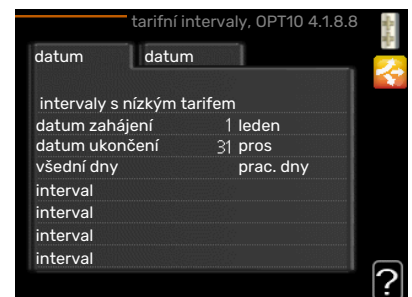 tarifní intervaly, OPT10 4.1.8.8
datum datum
intervaly s nízkým tarifem
datum zahájení 1 leden
datum ukončení 31 pros
všední dny prac. dny
interval
interval
interval
interval
?